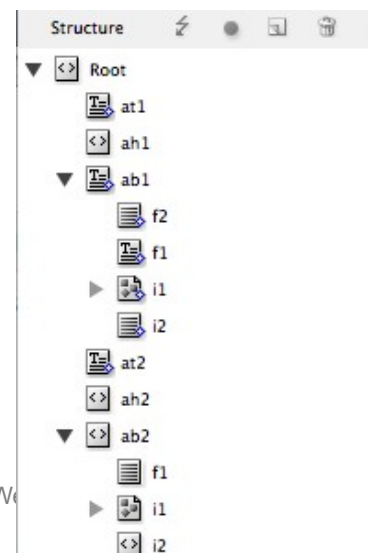 Structure
Root
at1
ah1
ab1
f2
f1
i1
i2
at2
ah2
ab2
f1
i1
i2